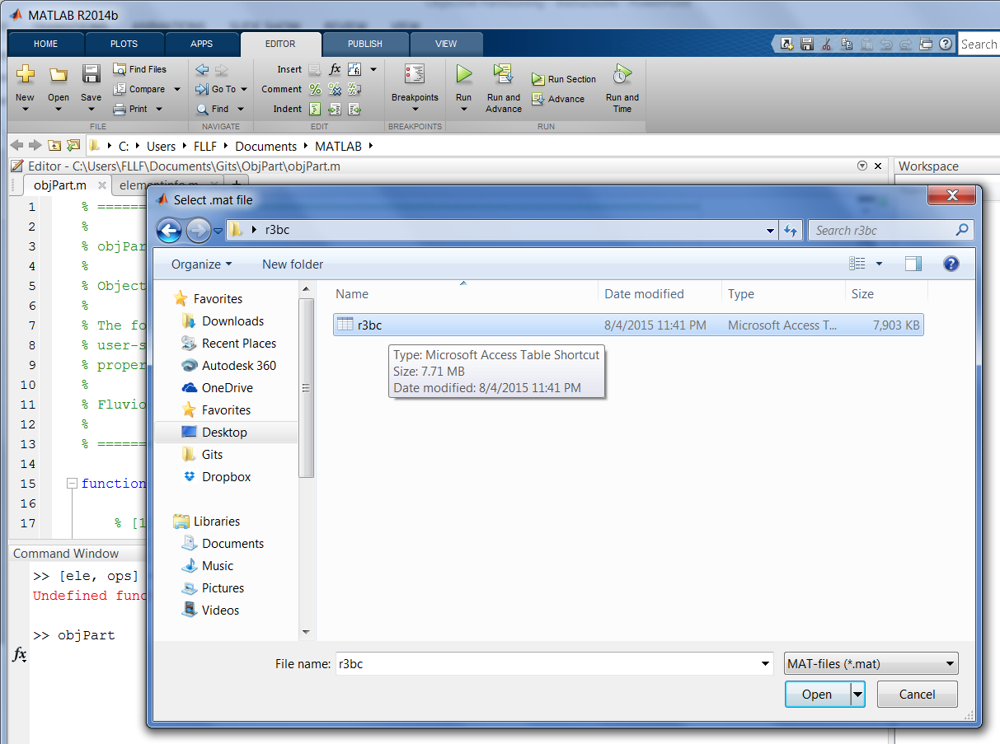 MATLAB R2014b
HOME PLOTS APPS EDITOR PUBLISH VIEW
Search
New Open Save
Find Files
Compare
Print
Go To
Find
Insert
Comment
Indent
fx
Breakpoints
Run
Run and Advance
Run Section
Advance
Run and Time
FILE NAVIGATE EDIT BREAKPOINTS RUN
C: Users FLLF Documents MATLAB
Editor - C:\Users\FLLF\Documents\Gits\ObjPart\objPart.m
Workspace
objPart.m elementinfo.m +
1 % =======
2 %
3 % objPar
4 %
5 % Object
6 %
7 % The fo
8 % user-s
9 % proper
10 %
11 % Fluvio
12 %
13 % =======
14
15 function
16
17 % [1
Command Window
>> [ele, ops]
Undefined func
>> objPart
fx
Select .mat file
r3bc
Search r3bc
Organize New folder
Favorites
Downloads
Recent Places
Autodesk 360
OneDrive
Favorites
Desktop
Gits
Dropbox
Libraries
Documents
Music
Pictures
Videos
Name Date modified Type Size
r3bc 8/4/2015 11:41 PM Microsoft Access T... 7,903 KB
Type: Microsoft Access Table Shortcut
Size: 7.71 MB
Date modified: 8/4/2015 11:41 PM
File name: r3bc MAT-files (*.mat)
Open Cancel